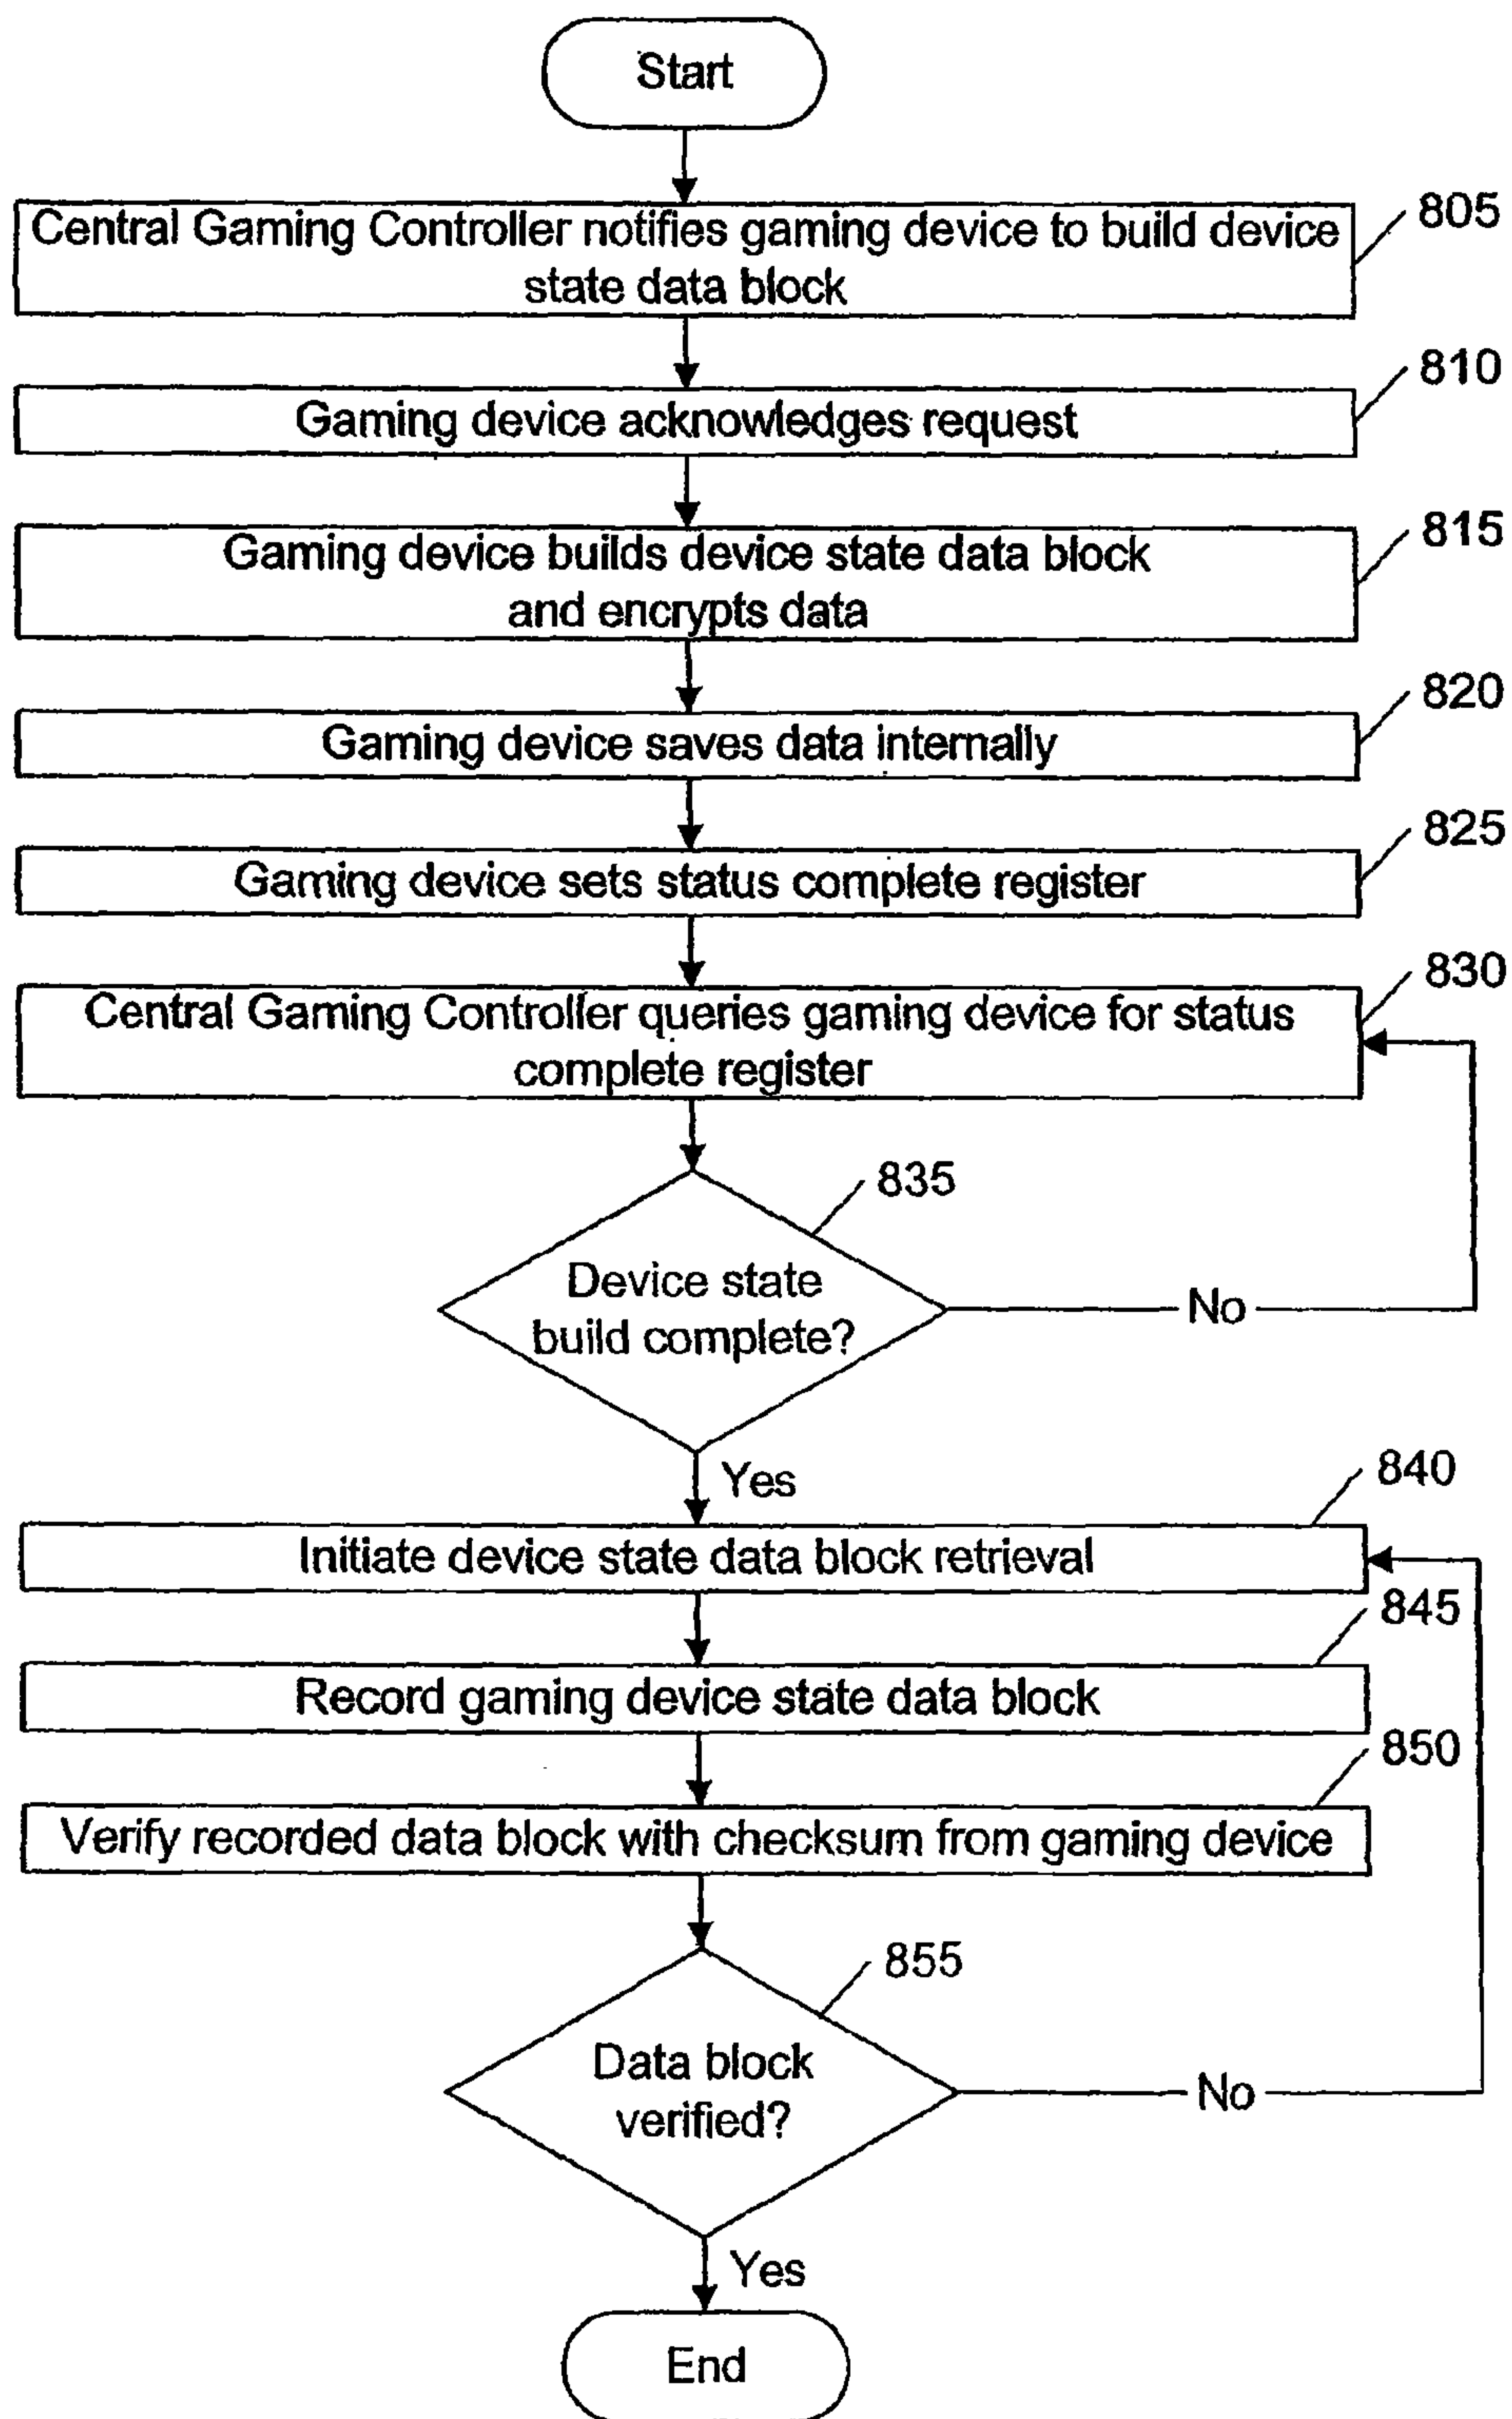 Start
Central Gaming Controller notifies gaming device to build device
state data block
805
Gaming device acknowledges request
810
Gaming device builds device state data block
and encrypts data
815
Gaming device saves data internally
820
Gaming device sets status complete register
825
Central Gaming Controller queries gaming device for status
complete register
830
835
Device state
build complete?
No
Yes
840
Initiate device state data block retrieval
845
Record gaming device state data block
850
Verify recorded data block with checksum from gaming device
855
Data block
verified?
No
Yes
End